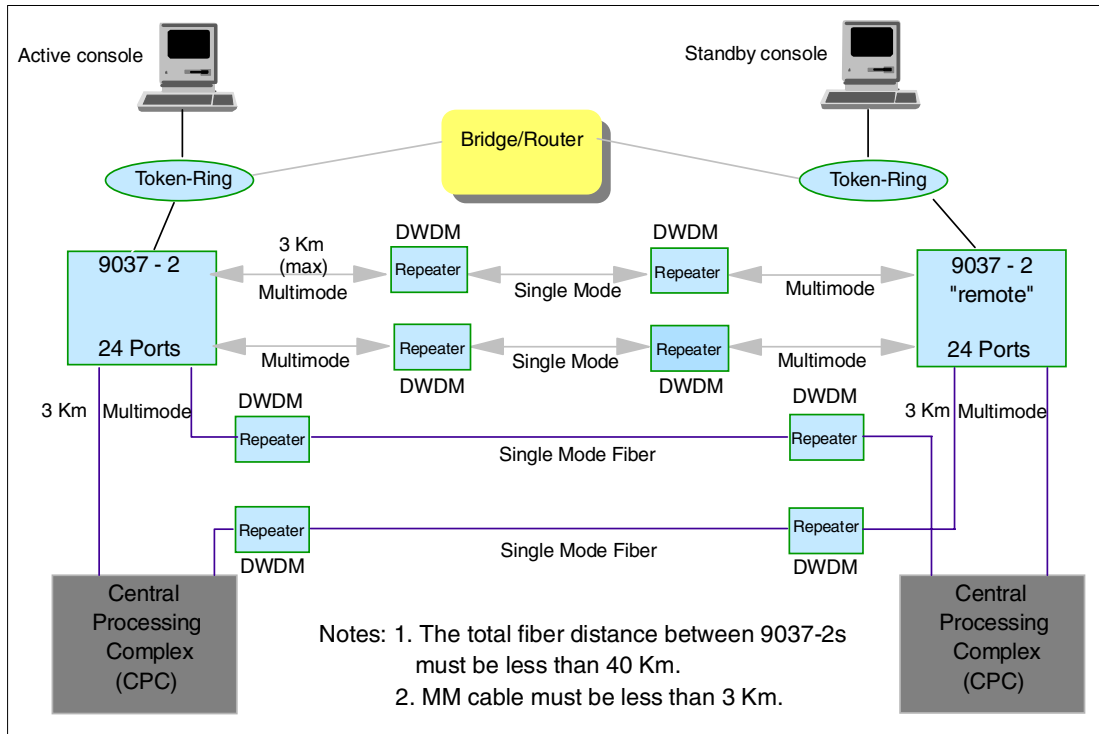 Active console
Standby console
Bridge/Router
Token-Ring
Token-Ring
9037 - 2
24 Ports
3 Km
(max)
Multimode
DWDM
Repeater
Single Mode
DWDM
Repeater
Multimode
9037 - 2
"remote"
24 Ports
Multimode
Repeater
DWDM
Single Mode
Repeater
DWDM
Multimode
3 Km
Multimode
DWDM
Repeater
Single Mode Fiber
DWDM
Repeater
3 Km
Multimode
Repeater
DWDM
Single Mode Fiber
Repeater
DWDM
Central
Processing
Complex
(CPC)
Central
Processing
Complex
(CPC)
Notes: 1. The total fiber distance between 9037-2s
must be less than 40 Km.
2. MM cable must be less than 3 Km.